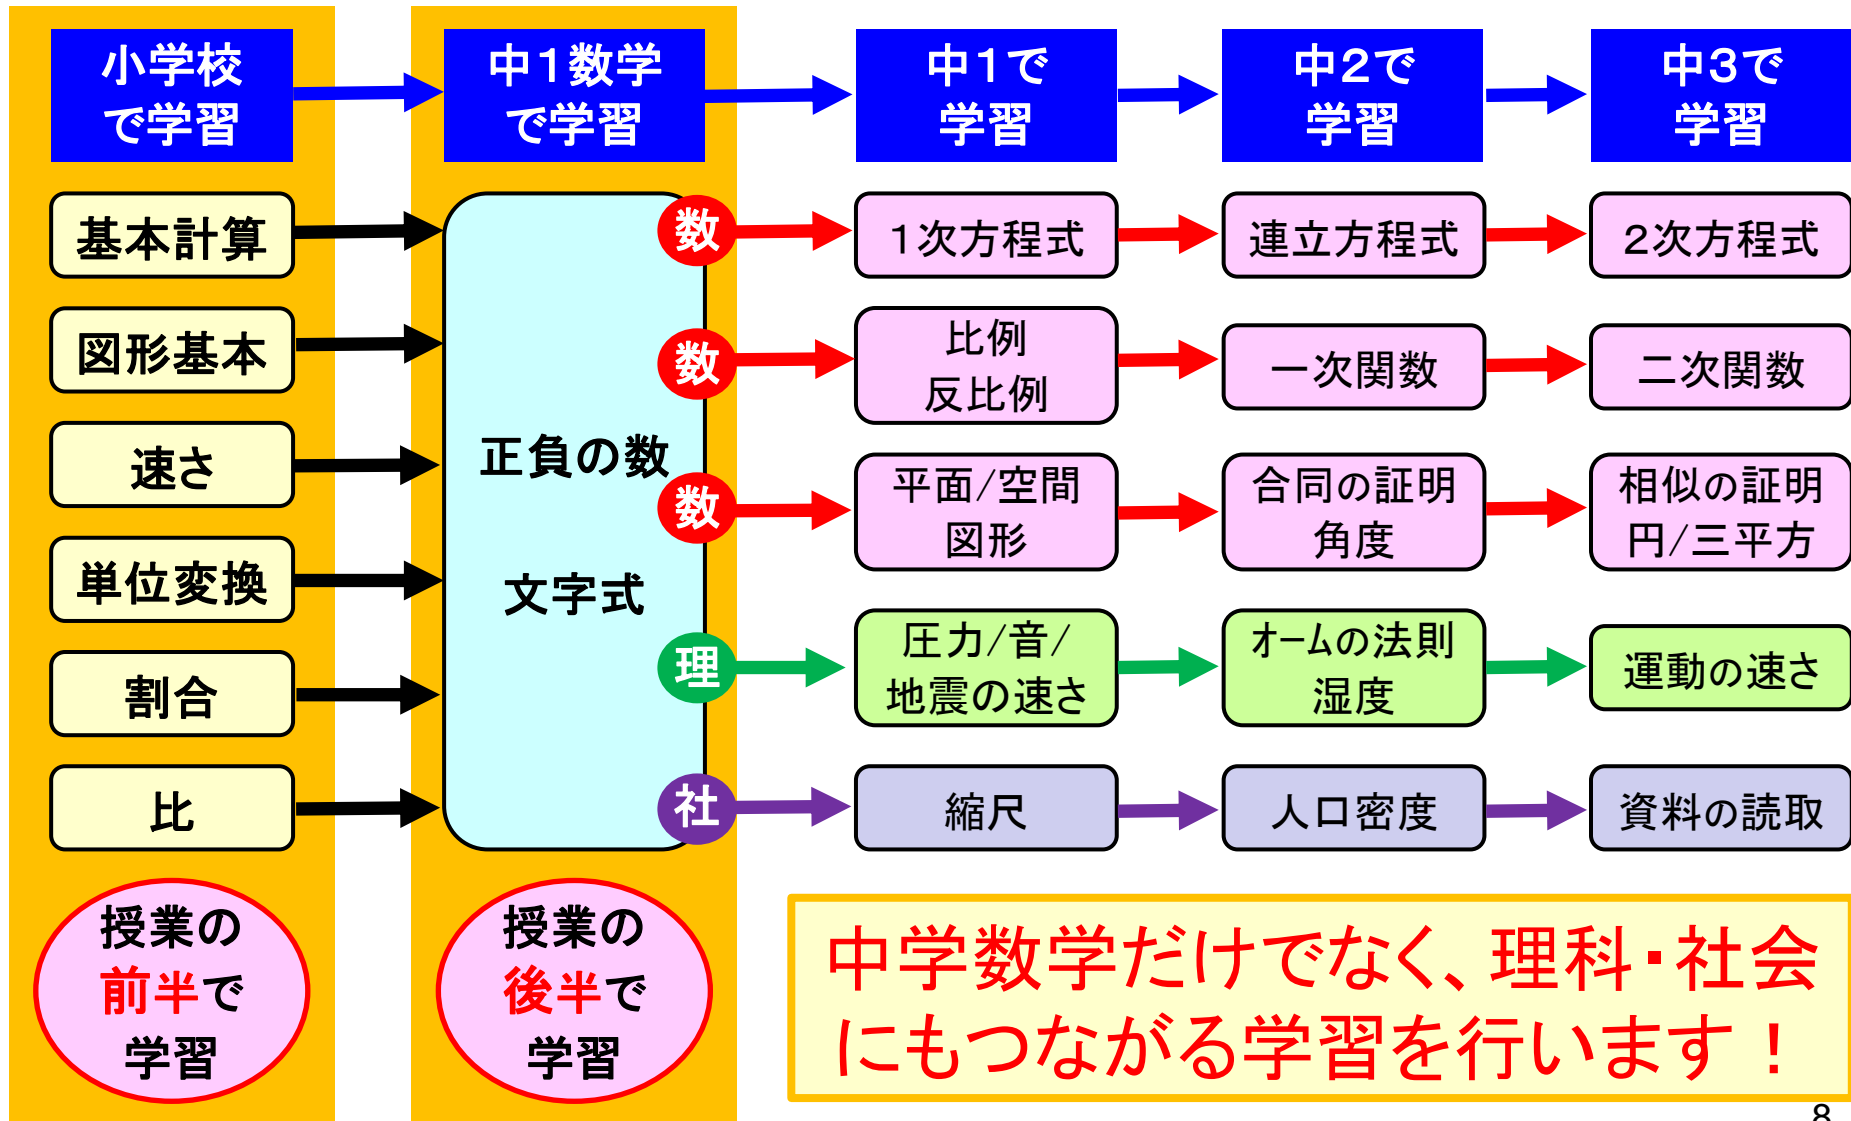 小学校
で学習
中１数学
で学習
中１で
学習
中２で
学習
中３で
学習
基本計算
図形基本
速さ
単位変換
割合
比
正負の数
文字式
数
1次方程式
連立方程式
2次方程式
数
比例
反比例
一次関数
二次関数
数
平面/空間
図形
合同の証明
角度
相似の証明
円/三平方
理
圧力/音/
地震の速さ
ｵｰﾑの法則
湿度
運動の速さ
社
縮尺
人口密度
資料の読取
授業の
前半で
学習
授業の
後半で
学習
中学数学だけでなく、理科・社会
にもつながる学習を行います！
8